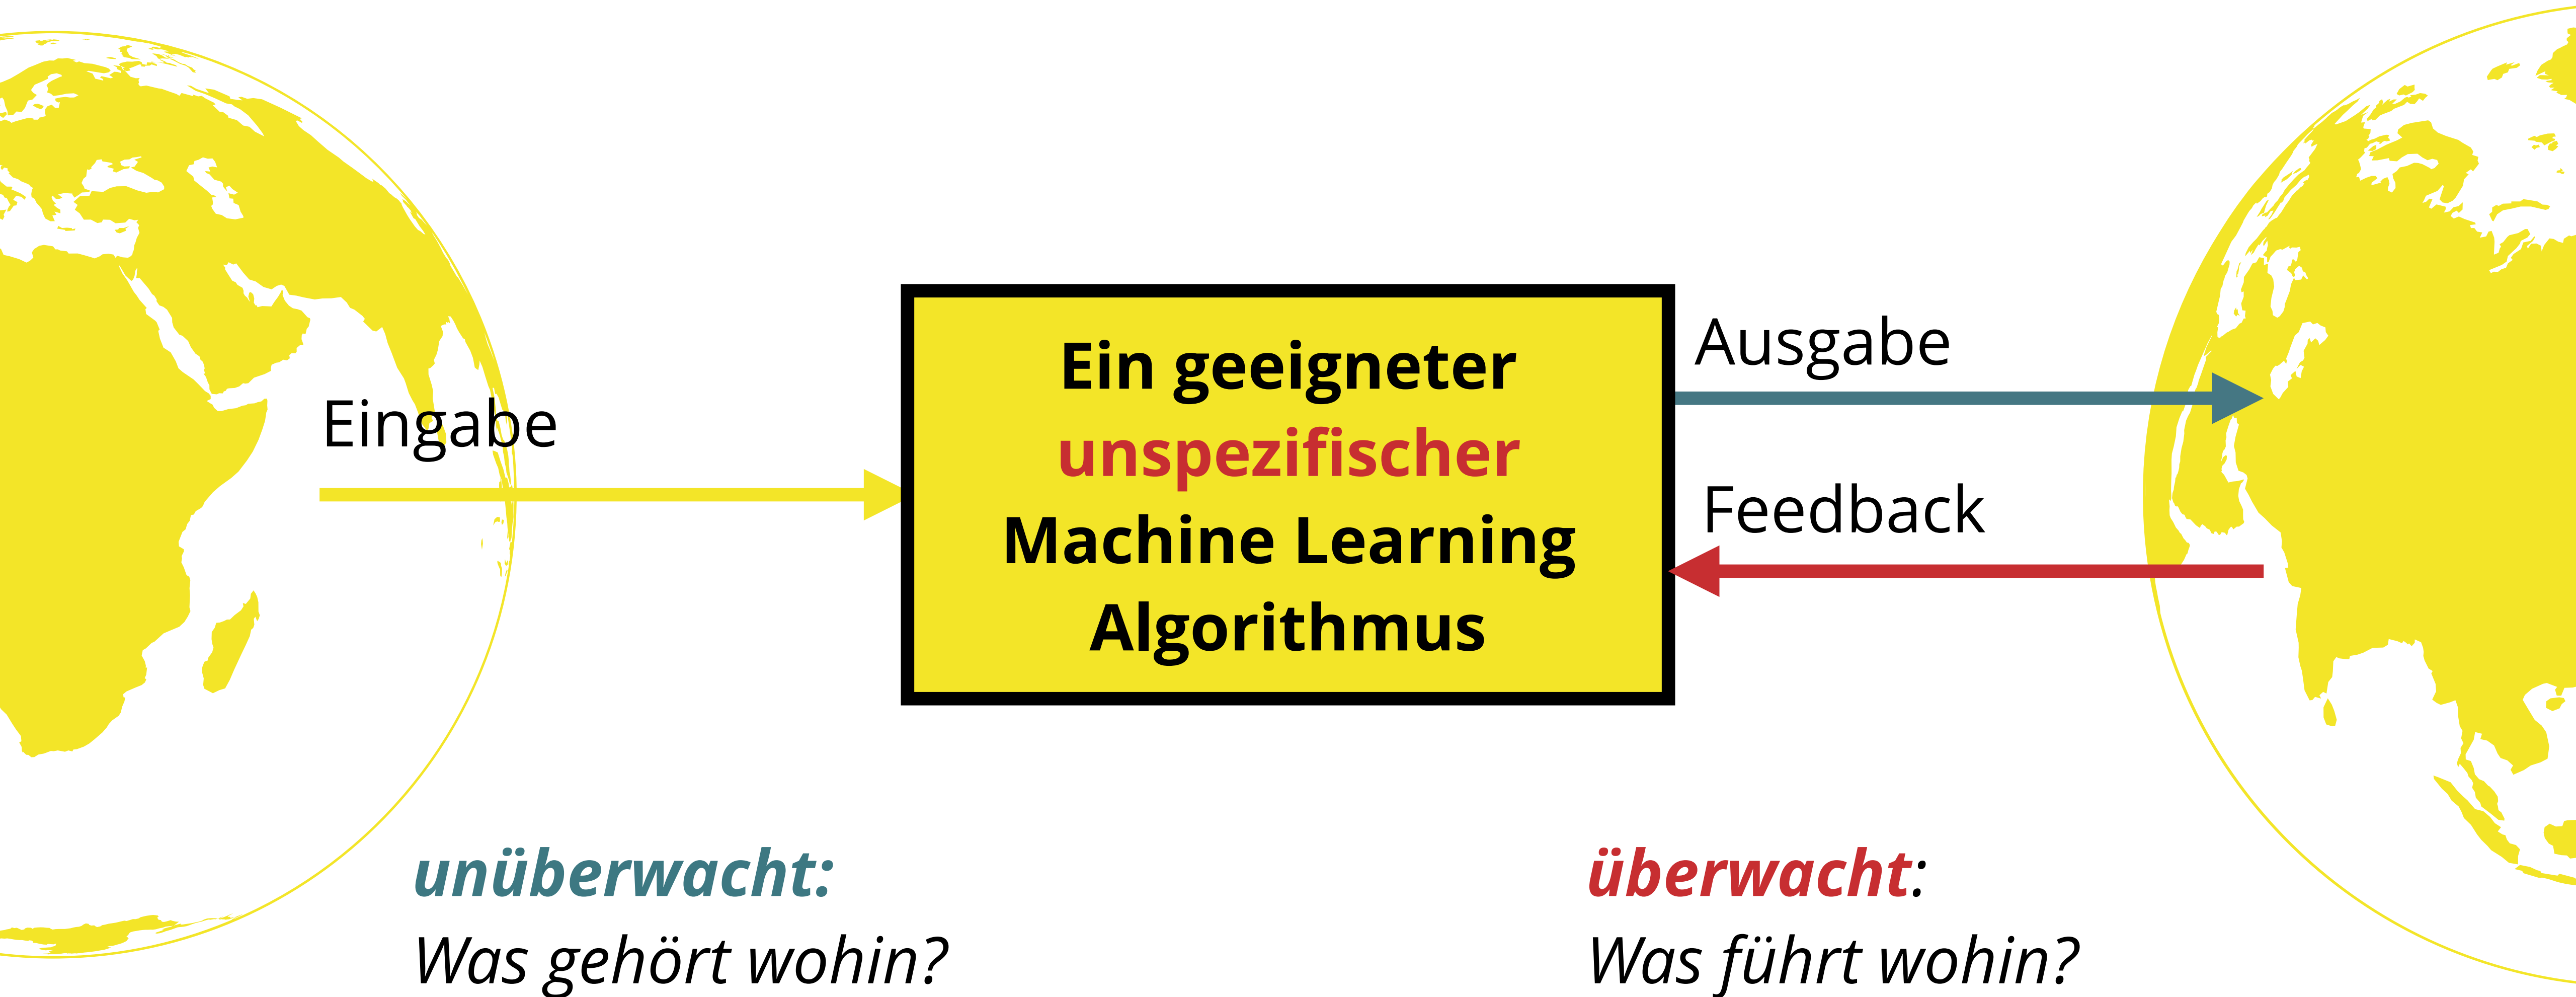 Eingabe
Ein geeigneter
unspezifischer
Machine Learning
Algorithmus
Ausgabe
Feedback
unüberwacht:
Was gehört wohin?
überwacht:
Was führt wohin?